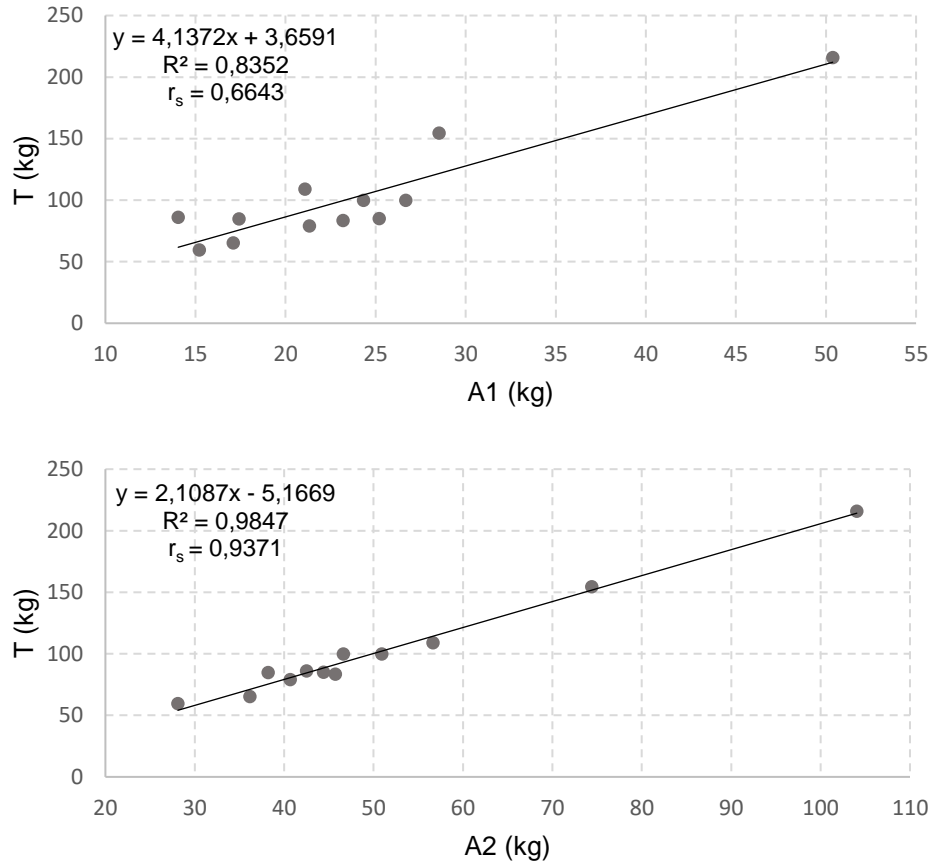 250
200
150
100
50
0
y = 4,1372x + 3,6591
R² = 0,8352
rₛ = 0,6643
T (kg)
10 15 20 25 30 35 40 45 50 55
A1 (kg)
250
200
150
100
50
0
y = 2,1087x - 5,1669
R² = 0,9847
rₛ = 0,9371
T (kg)
20 30 40 50 60 70 80 90 100 110
A2 (kg)